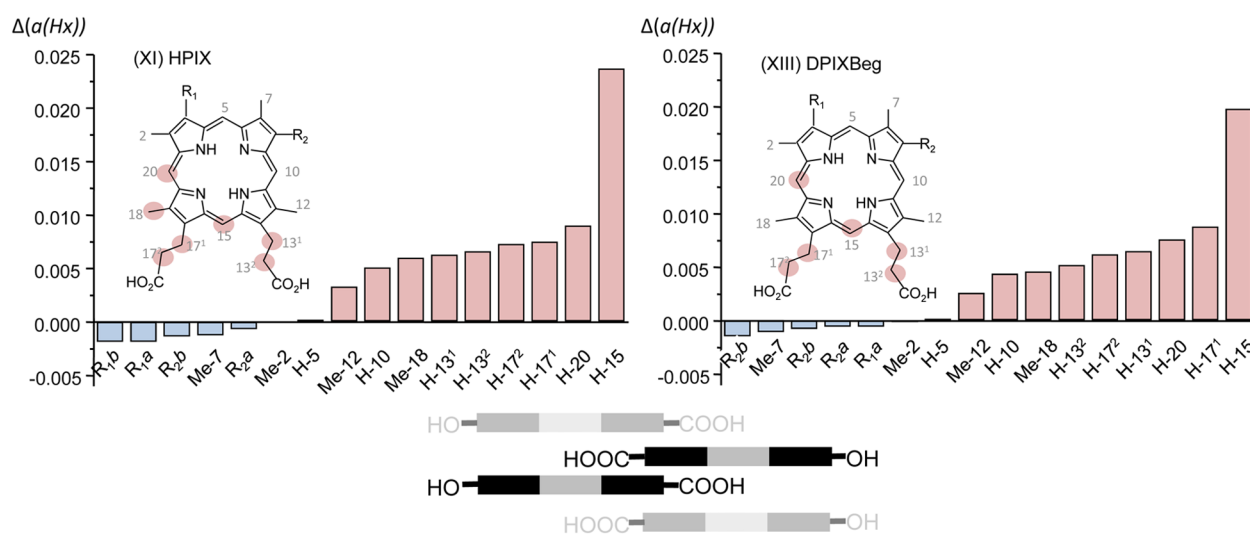 Δ(a(Hx))
0.025
0.020
0.015
0.010
0.005
0.000
-0.005
(XI) HPIX
R₁
5
7
2
R₂
NH
N
20
10
N
HN
18
12
15
17¹
13¹
17²
13²
HO₂C
CO₂H
R₁b
R₁a
R₂b
Me-7
R₂a
Me-2
H-5
Me-12
H-10
Me-18
H-13¹
H-13²
H-17²
H-17¹
H-20
H-15
Δ(a(Hx))
0.025
0.020
0.015
0.010
0.005
0.000
-0.005
(XIII) DPIXBeg
R₁
5
7
2
R₂
NH
N
20
10
N
HN
18
12
15
17¹
13¹
17²
13²
HO₂C
CO₂H
R₂b
Me-7
R₂b
R₂a
R₁a
Me-2
H-5
Me-12
H-10
Me-18
H-13²
H-17²
H-13¹
H-20
H-17¹
H-15
HO COOH
HOOC OH
HO COOH
HOOC OH